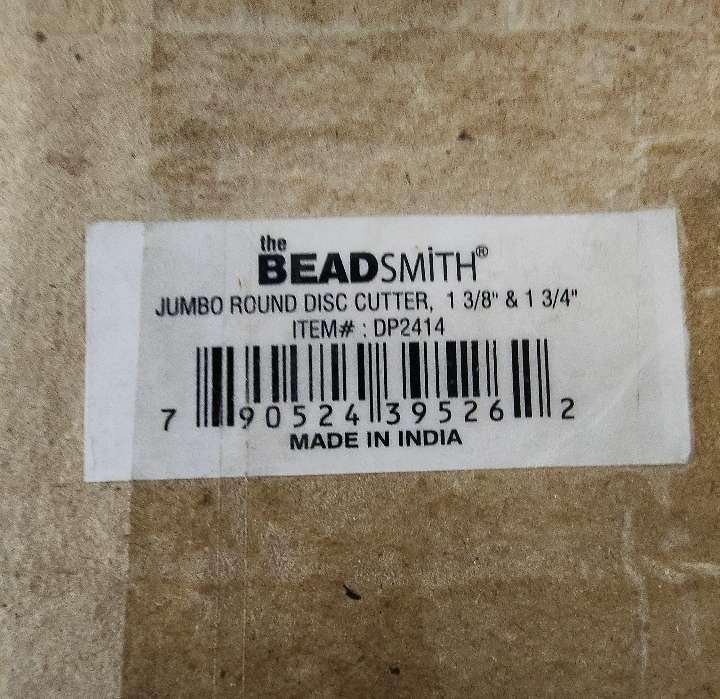 the
BEADSMiTH®
JUMBO ROUND DISC CUTTER, 1 3/8" & 1 3/4"
ITEM# : DP2414
7 90524 39526 2
MADE IN INDIA